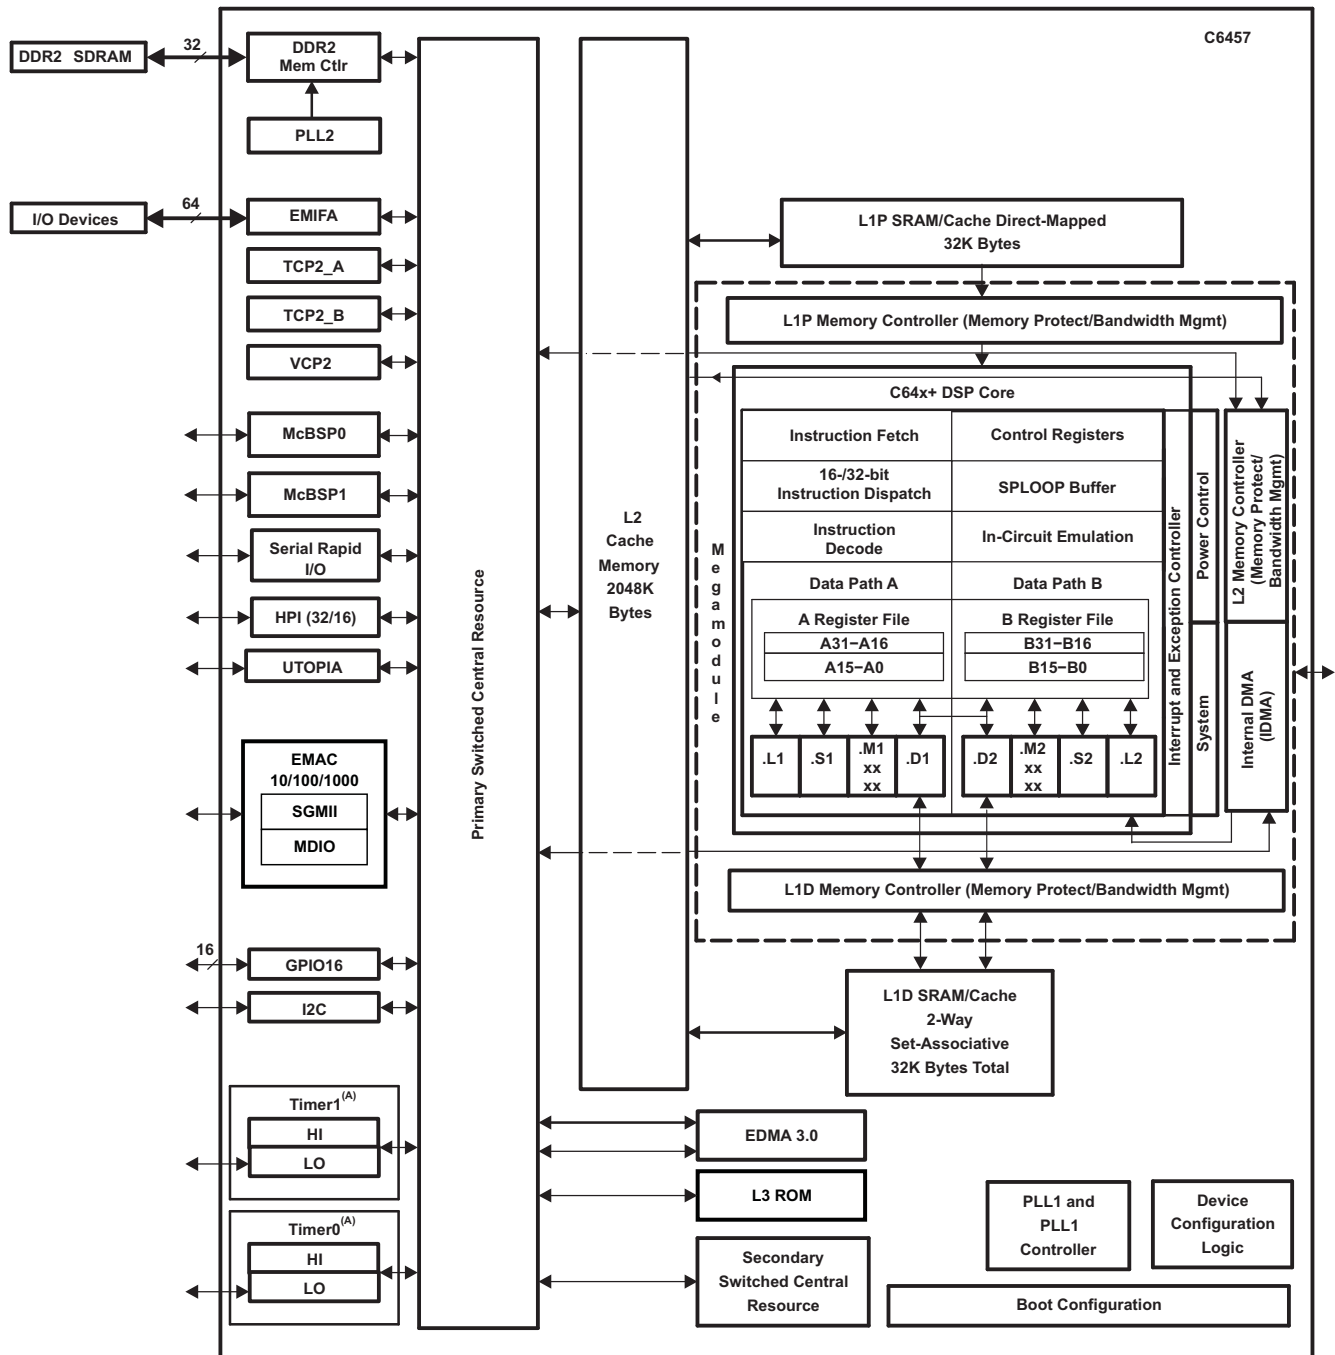 C6457
DDR2 SDRAM
32
DDR2
Mem Ctlr
PLL2
I/O Devices
64
EMIFA
TCP2_A
TCP2_B
VCP2
McBSP0
McBSP1
Serial Rapid
I/O
HPI (32/16)
UTOPIA
EMAC
10/100/1000
SGMII
MDIO
16
GPIO16
I2C
Timer1(A)
HI
LO
Timer0(A)
HI
LO
Primary Switched Central Resource
L2
Cache
Memory
2048K
Bytes
L1P SRAM/Cache Direct-Mapped
32K Bytes
L1P Memory Controller (Memory Protect/Bandwidth Mgmt)
Megamodule
C64x+ DSP Core
Instruction Fetch
Control Registers
16-/32-bit
Instruction Dispatch
SPLOOP Buffer
Instruction
Decode
In-Circuit Emulation
Data Path A
Data Path B
A Register File
A31−A16
A15−A0
B Register File
B31−B16
B15−B0
.L1
.S1
.M1
xx
xx
.D1
.D2
.M2
xx
xx
.S2
.L2
Interrupt and Exception Controller
Power Control
System
L2 Memory Controller
(Memory Protect/
Bandwidth Mgmt)
Internal DMA
(IDMA)
L1D Memory Controller (Memory Protect/Bandwidth Mgmt)
L1D SRAM/Cache
2-Way
Set-Associative
32K Bytes Total
EDMA 3.0
L3 ROM
Secondary
Switched Central
Resource
PLL1 and
PLL1
Controller
Device
Configuration
Logic
Boot Configuration